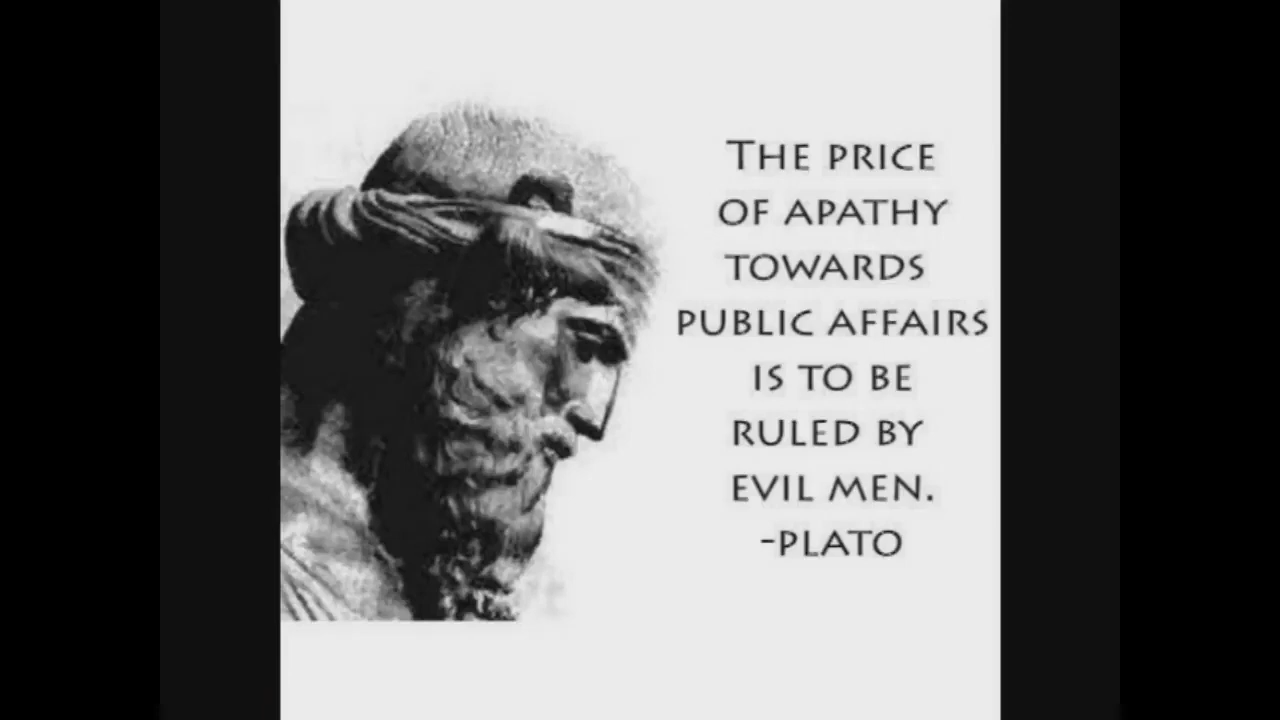 THE PRICE
OF APATHY
TOWARDS
PUBLIC AFFAIRS
IS TO BE
RULED BY
EVIL MEN.
-PLATO